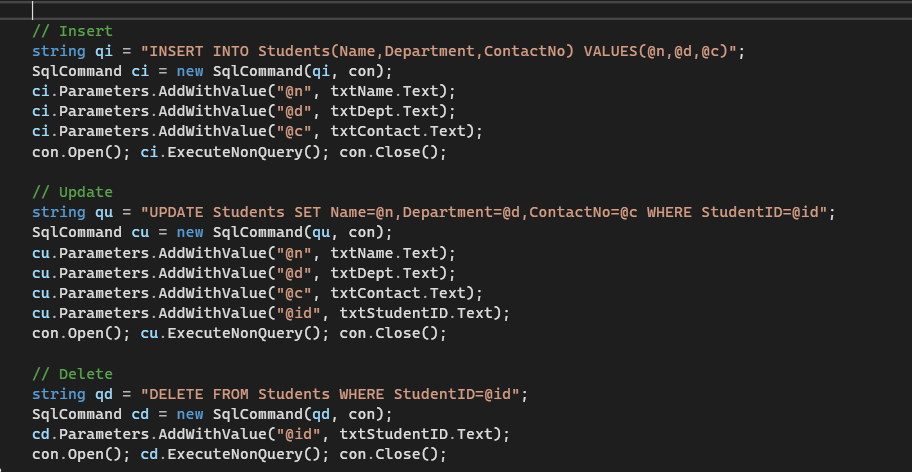 // Insert
string qi = "INSERT INTO Students(Name,Department,ContactNo) VALUES(@n,@d,@c)";
SqlCommand ci = new SqlCommand(qi, con);
ci.Parameters.AddWithValue("@n", txtName.Text);
ci.Parameters.AddWithValue("@d", txtDept.Text);
ci.Parameters.AddWithValue("@c", txtContact.Text);
con.Open(); ci.ExecuteNonQuery(); con.Close();

// Update
string qu = "UPDATE Students SET Name=@n,Department=@d,ContactNo=@c WHERE StudentID=@id";
SqlCommand cu = new SqlCommand(qu, con);
cu.Parameters.AddWithValue("@n", txtName.Text);
cu.Parameters.AddWithValue("@d", txtDept.Text);
cu.Parameters.AddWithValue("@c", txtContact.Text);
cu.Parameters.AddWithValue("@id", txtStudentID.Text);
con.Open(); cu.ExecuteNonQuery(); con.Close();

// Delete
string qd = "DELETE FROM Students WHERE StudentID=@id";
SqlCommand cd = new SqlCommand(qd, con);
cd.Parameters.AddWithValue("@id", txtStudentID.Text);
con.Open(); cd.ExecuteNonQuery(); con.Close();